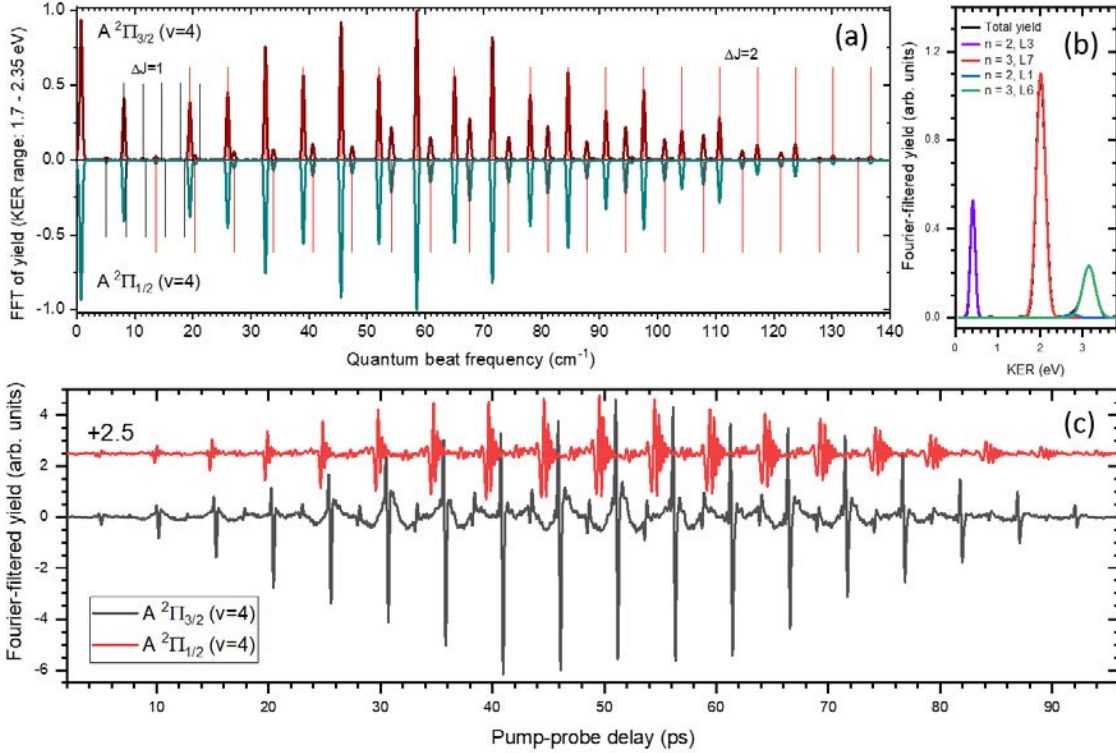 FFT of yield (KER range: 1.7 - 2.35 eV)
1.0
0.5
0.0
-0.5
-1.0
A ²Π₃/₂ (v=4)
ΔJ=1
ΔJ=2
(a)
A ²Π₁/₂ (v=4)
0 10 20 30 40 50 60 70 80 90 100 110 120 130 140
Quantum beat frequency (cm⁻¹)
Fourier-filtered yield (arb. units)
1.2
0.9
0.6
0.3
0.0
Total yield
n = 2, L3
n = 3, L7
n = 2, L1
n = 3, L6
(b)
0 1 2 3
KER (eV)
Fourier-filtered yield (arb. units)
4
2
0
-2
-4
-6
+2.5
(c)
A ²Π₃/₂ (v=4)
A ²Π₁/₂ (v=4)
10 20 30 40 50 60 70 80 90
Pump-probe delay (ps)